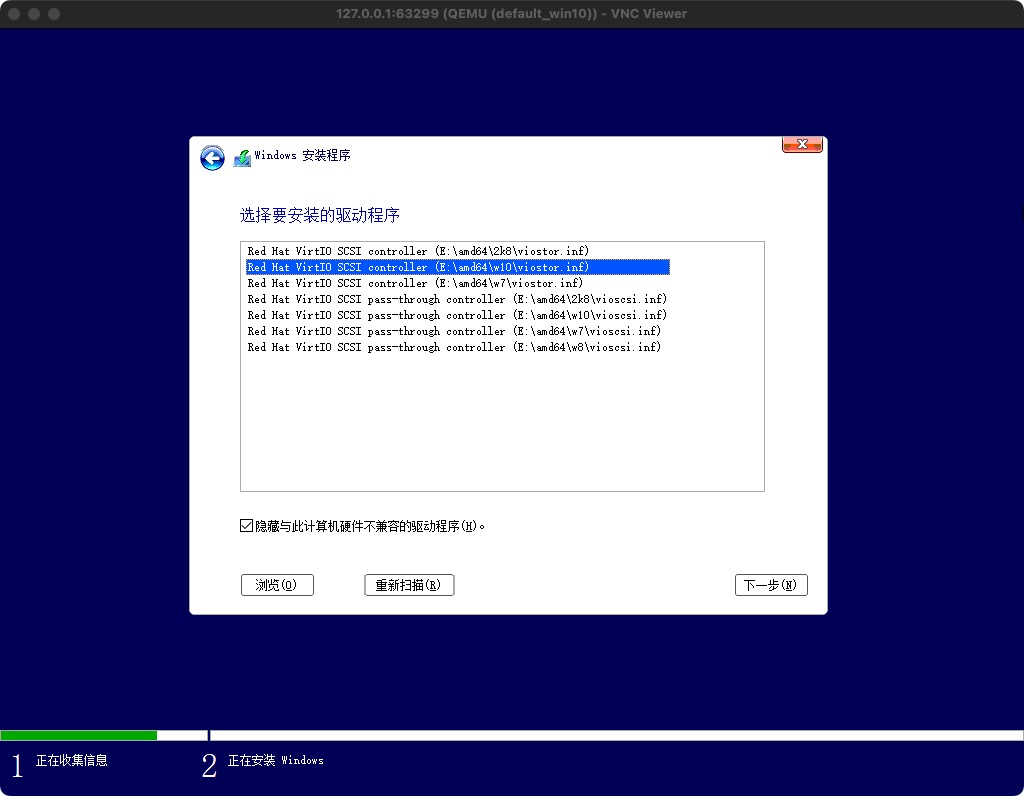 127.0.0.1:63299 (QEMU (default_win10)) - VNC Viewer
Windows 安装程序
选择要安装的驱动程序
Red Hat VirtIO SCSI controller (E:\amd64\2k8\viostor.inf)
Red Hat VirtIO SCSI controller (E:\amd64\w10\viostor.inf)
Red Hat VirtIO SCSI controller (E:\amd64\w7\viostor.inf)
Red Hat VirtIO SCSI pass-through controller (E:\amd64\2k8\vioscsi.inf)
Red Hat VirtIO SCSI pass-through controller (E:\amd64\w10\vioscsi.inf)
Red Hat VirtIO SCSI pass-through controller (E:\amd64\w7\vioscsi.inf)
Red Hat VirtIO SCSI pass-through controller (E:\amd64\w8\vioscsi.inf)
隐藏与此计算机硬件不兼容的驱动程序(H)。
浏览(O) 重新扫描(R) 下一步(N)
1 正在收集信息 2 正在安装 Windows